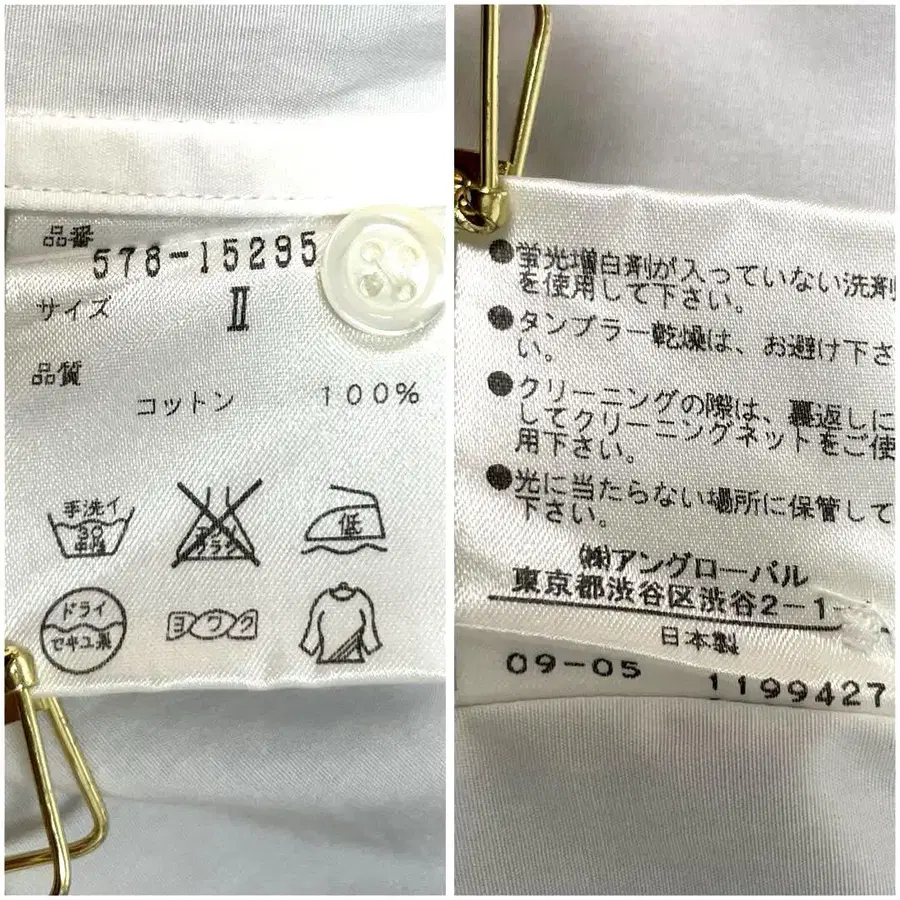 品番
578-15295
サイズ II
品質
コットン 100%
手洗イ
30
中性
低
ドライ
セキユ系
ヨワク
●蛍光増白剤が入っていない洗剤
を使用して下さい。
●タンブラー乾燥は、お避け下さ
い。
●クリーニングの際は、裏返しに
してクリーニングネットをご使
用下さい。
●光に当たらない場所に保管して
下さい。
㈱アングローバル
東京都渋谷区渋谷2-1-
日本製
09-05 1199427